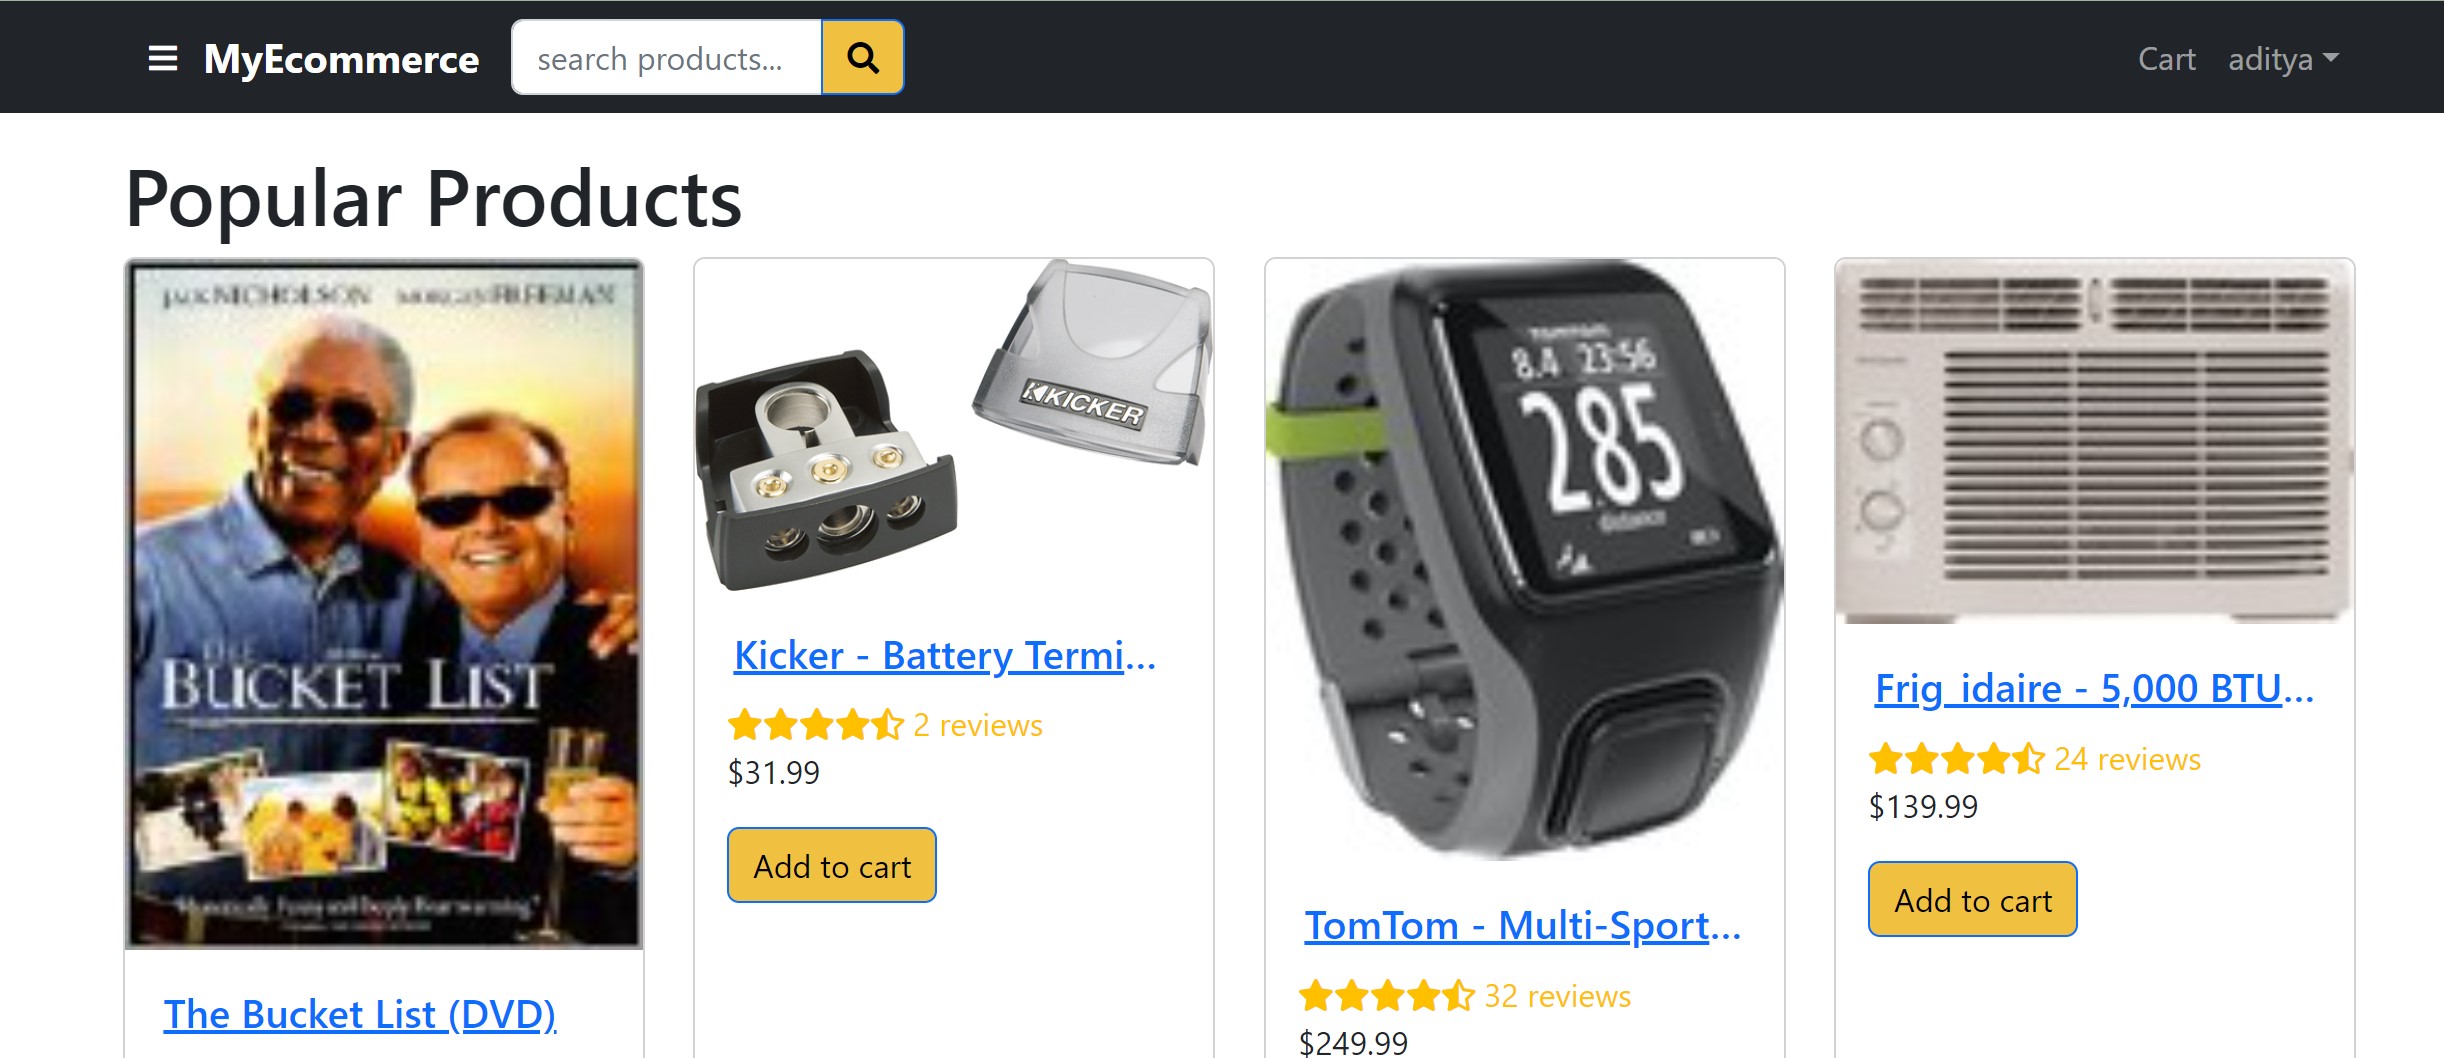 MyEcommerce
search products...
Cart
aditya
Popular Products
JACK NICHOLSON MORGAN FREEMAN
THE
BUCKET LIST
The Bucket List (DVD)
KICKER
Kicker - Battery Termi...
2 reviews
$31.99
Add to cart
TOMTOM
8.4 23:56
2.85
distance
TomTom - Multi-Sport...
32 reviews
$249.99
Frig_idaire - 5,000 BTU...
24 reviews
$139.99
Add to cart